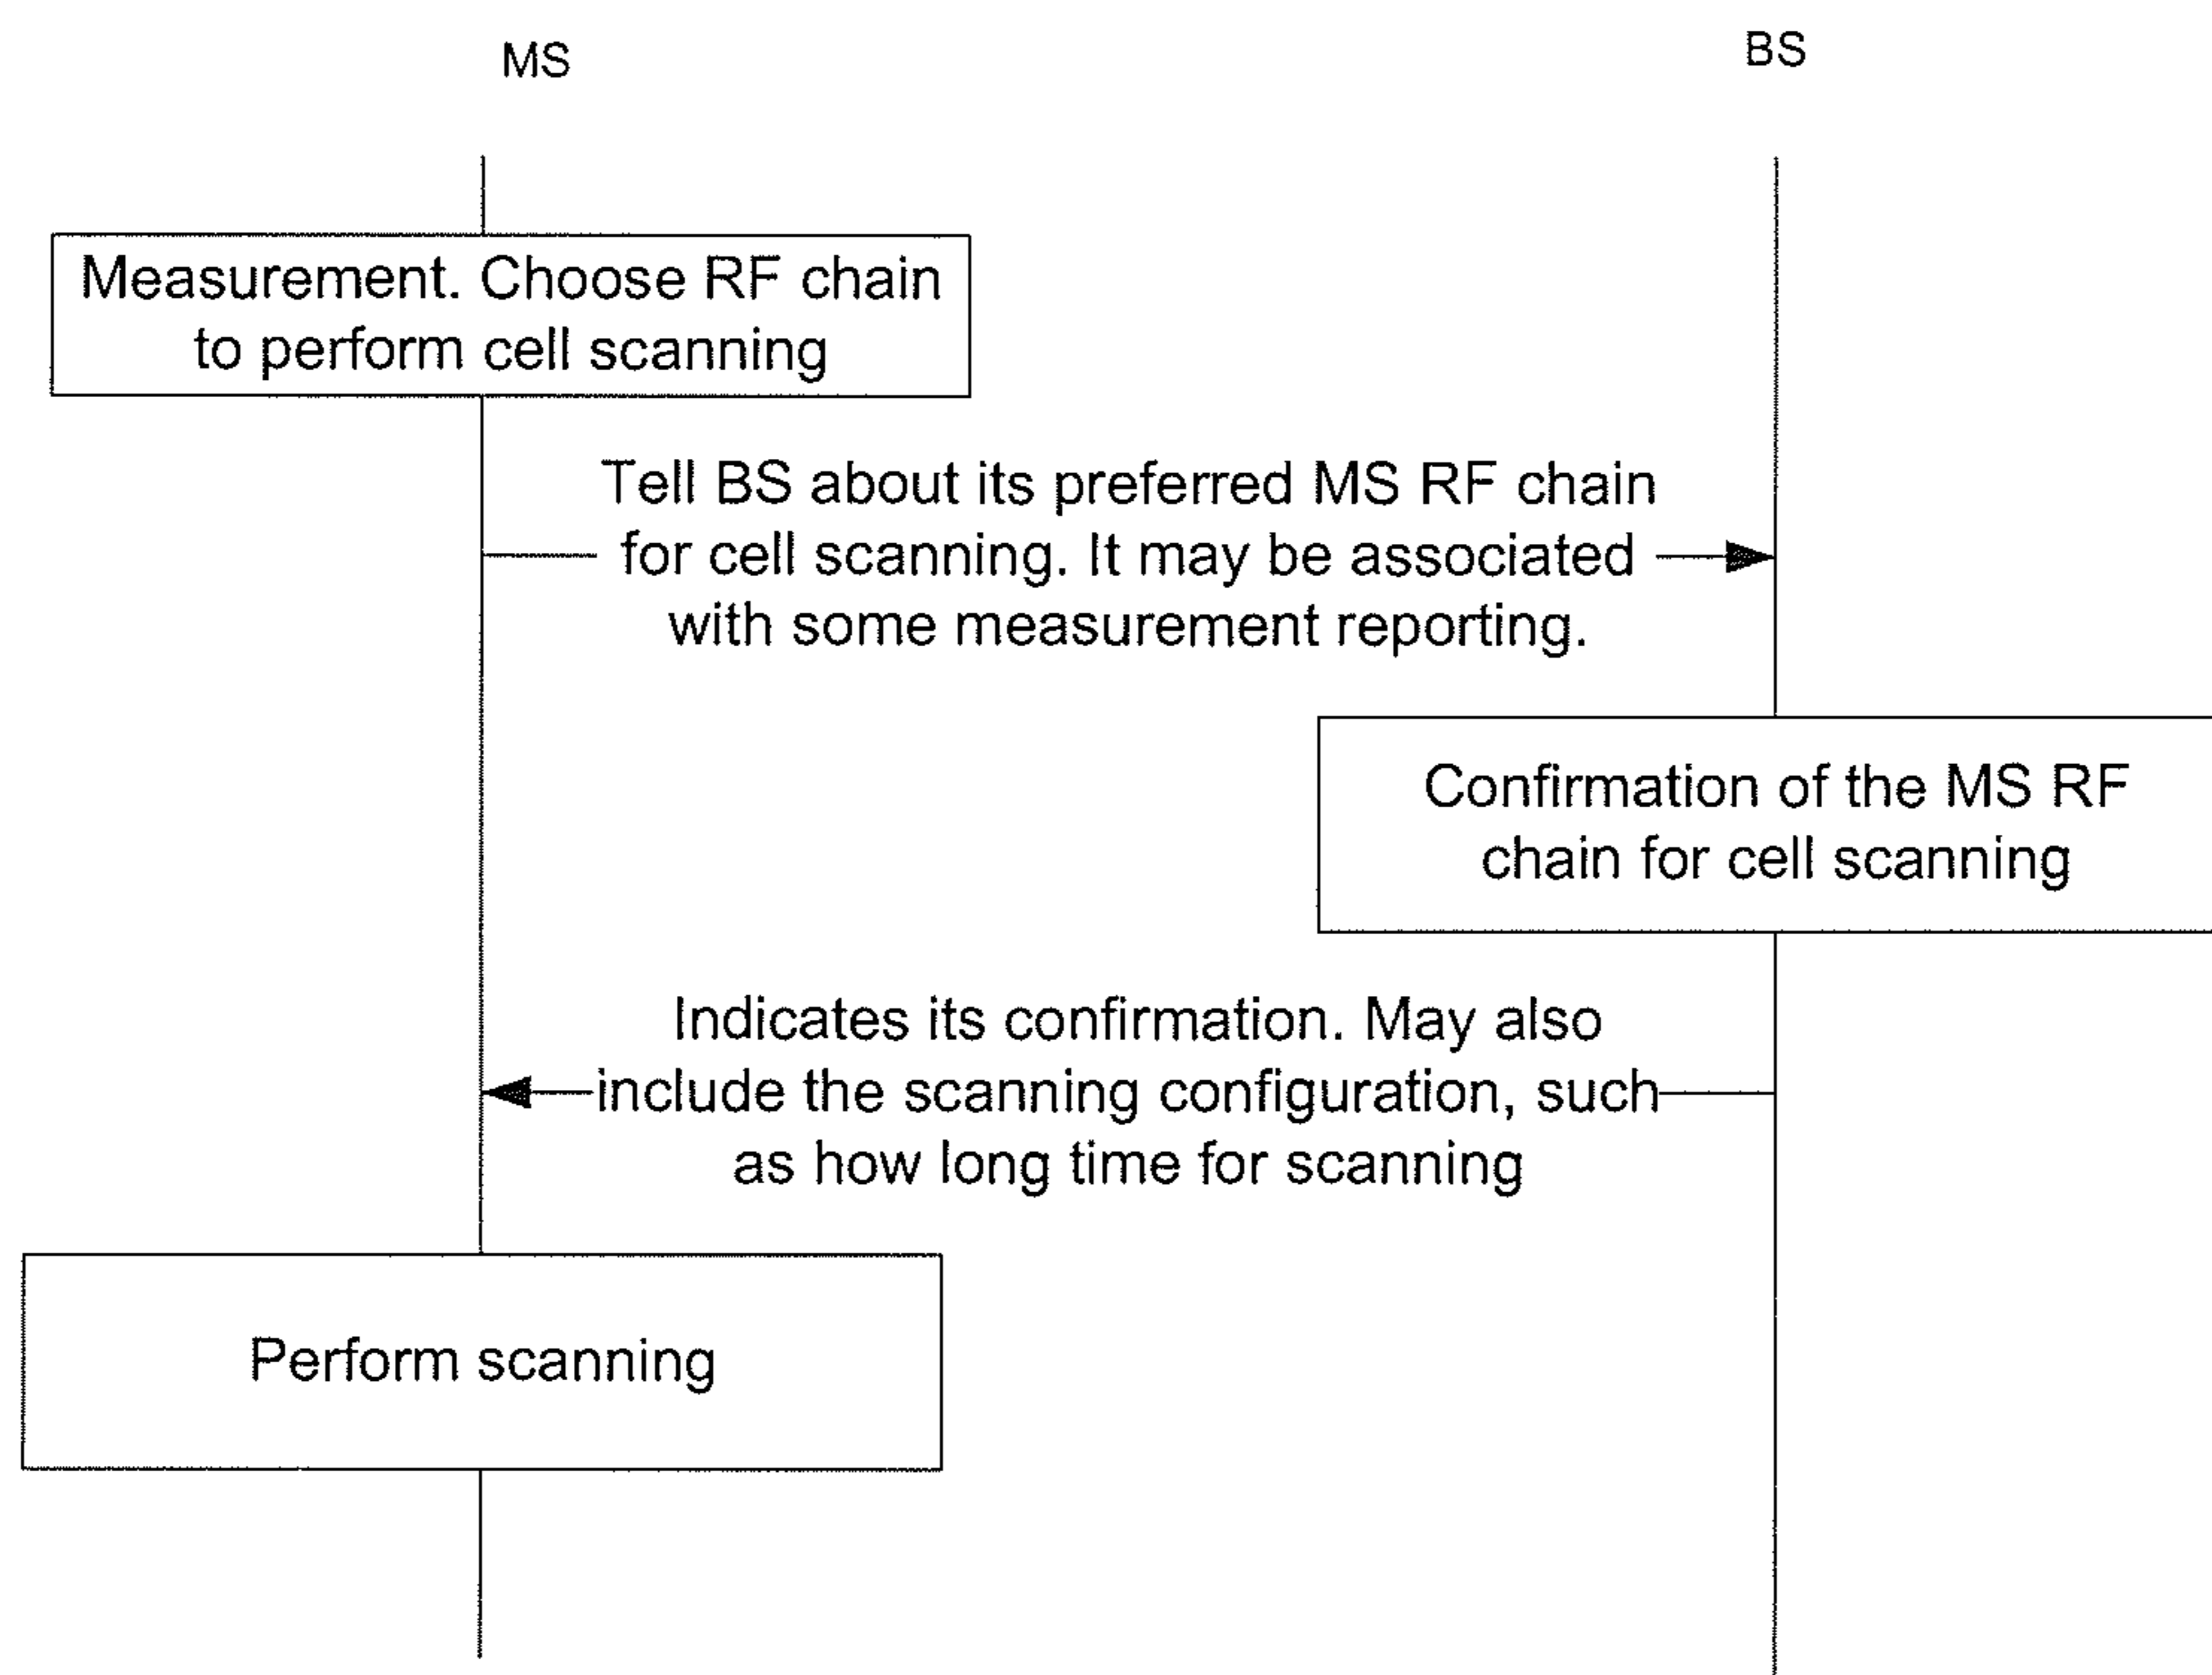 MS
BS
Measurement. Choose RF chain
to perform cell scanning
Tell BS about its preferred MS RF chain
for cell scanning. It may be associated
with some measurement reporting.
Confirmation of the MS RF
chain for cell scanning
Indicates its confirmation. May also
include the scanning configuration, such
as how long time for scanning
Perform scanning